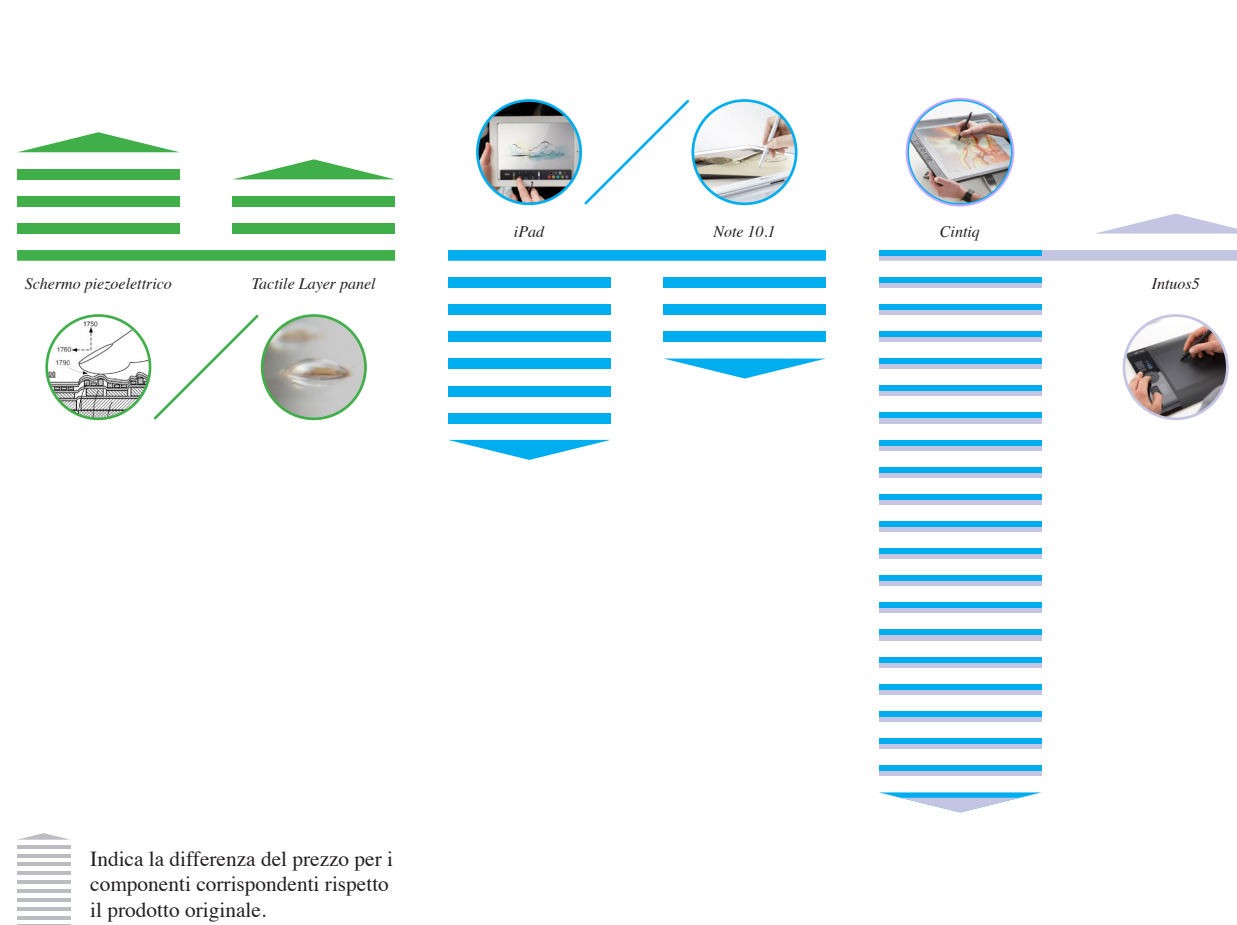 iPad
Note 10.1
Cintiq
Schermo piezoelettrico
Tactile Layer panel
Intuos5
1750
1760
1790
00
Indica la differenza del prezzo per i
componenti corrispondenti rispetto
il prodotto originale.